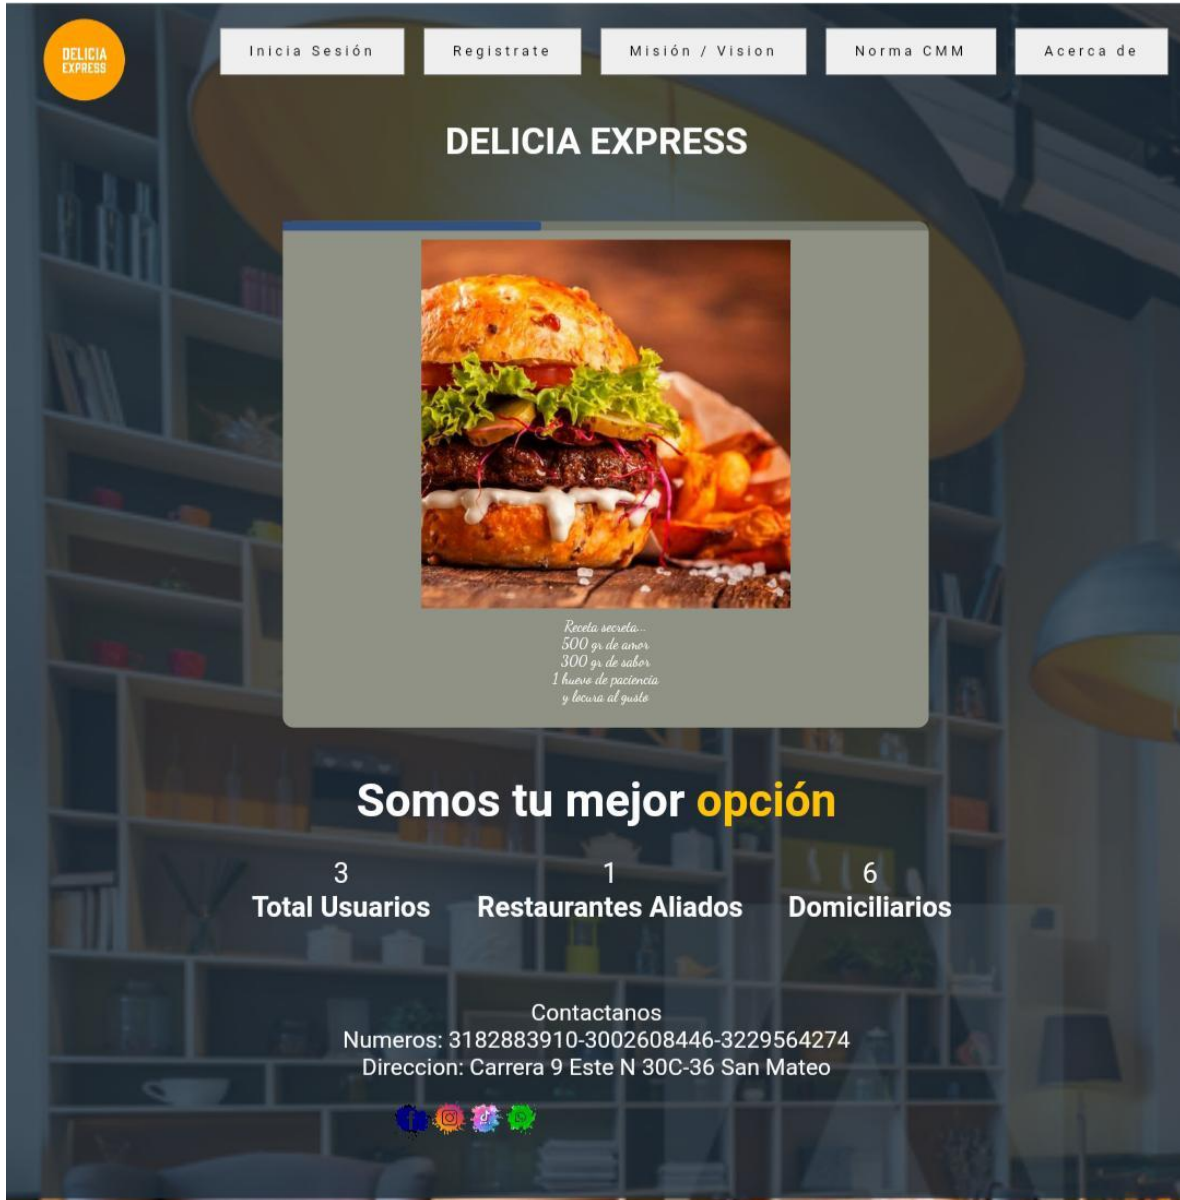 DELICIA
EXPRESS
Inicia Sesión
Registrate
Misión / Vision
Norma CMM
Acerca de
DELICIA EXPRESS
Receta secreta...
500 gr de amor
300 gr de sabor
1 huevo de paciencia
y locura al gusto
Somos tu mejor opción
3
Total Usuarios
1
Restaurantes Aliados
6
Domiciliarios
Contactanos
Numeros: 3182883910-3002608446-3229564274
Direccion: Carrera 9 Este N 30C-36 San Mateo